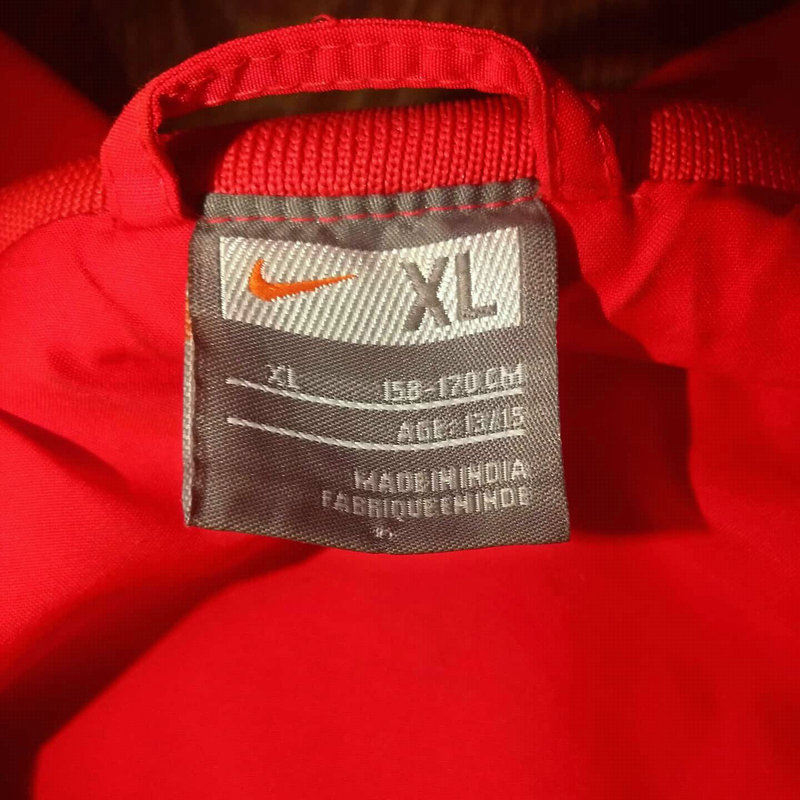 XL
XL 158-170 CM
AGE: 13/15
MADE IN INDIA
FABRIQUE EN INDE